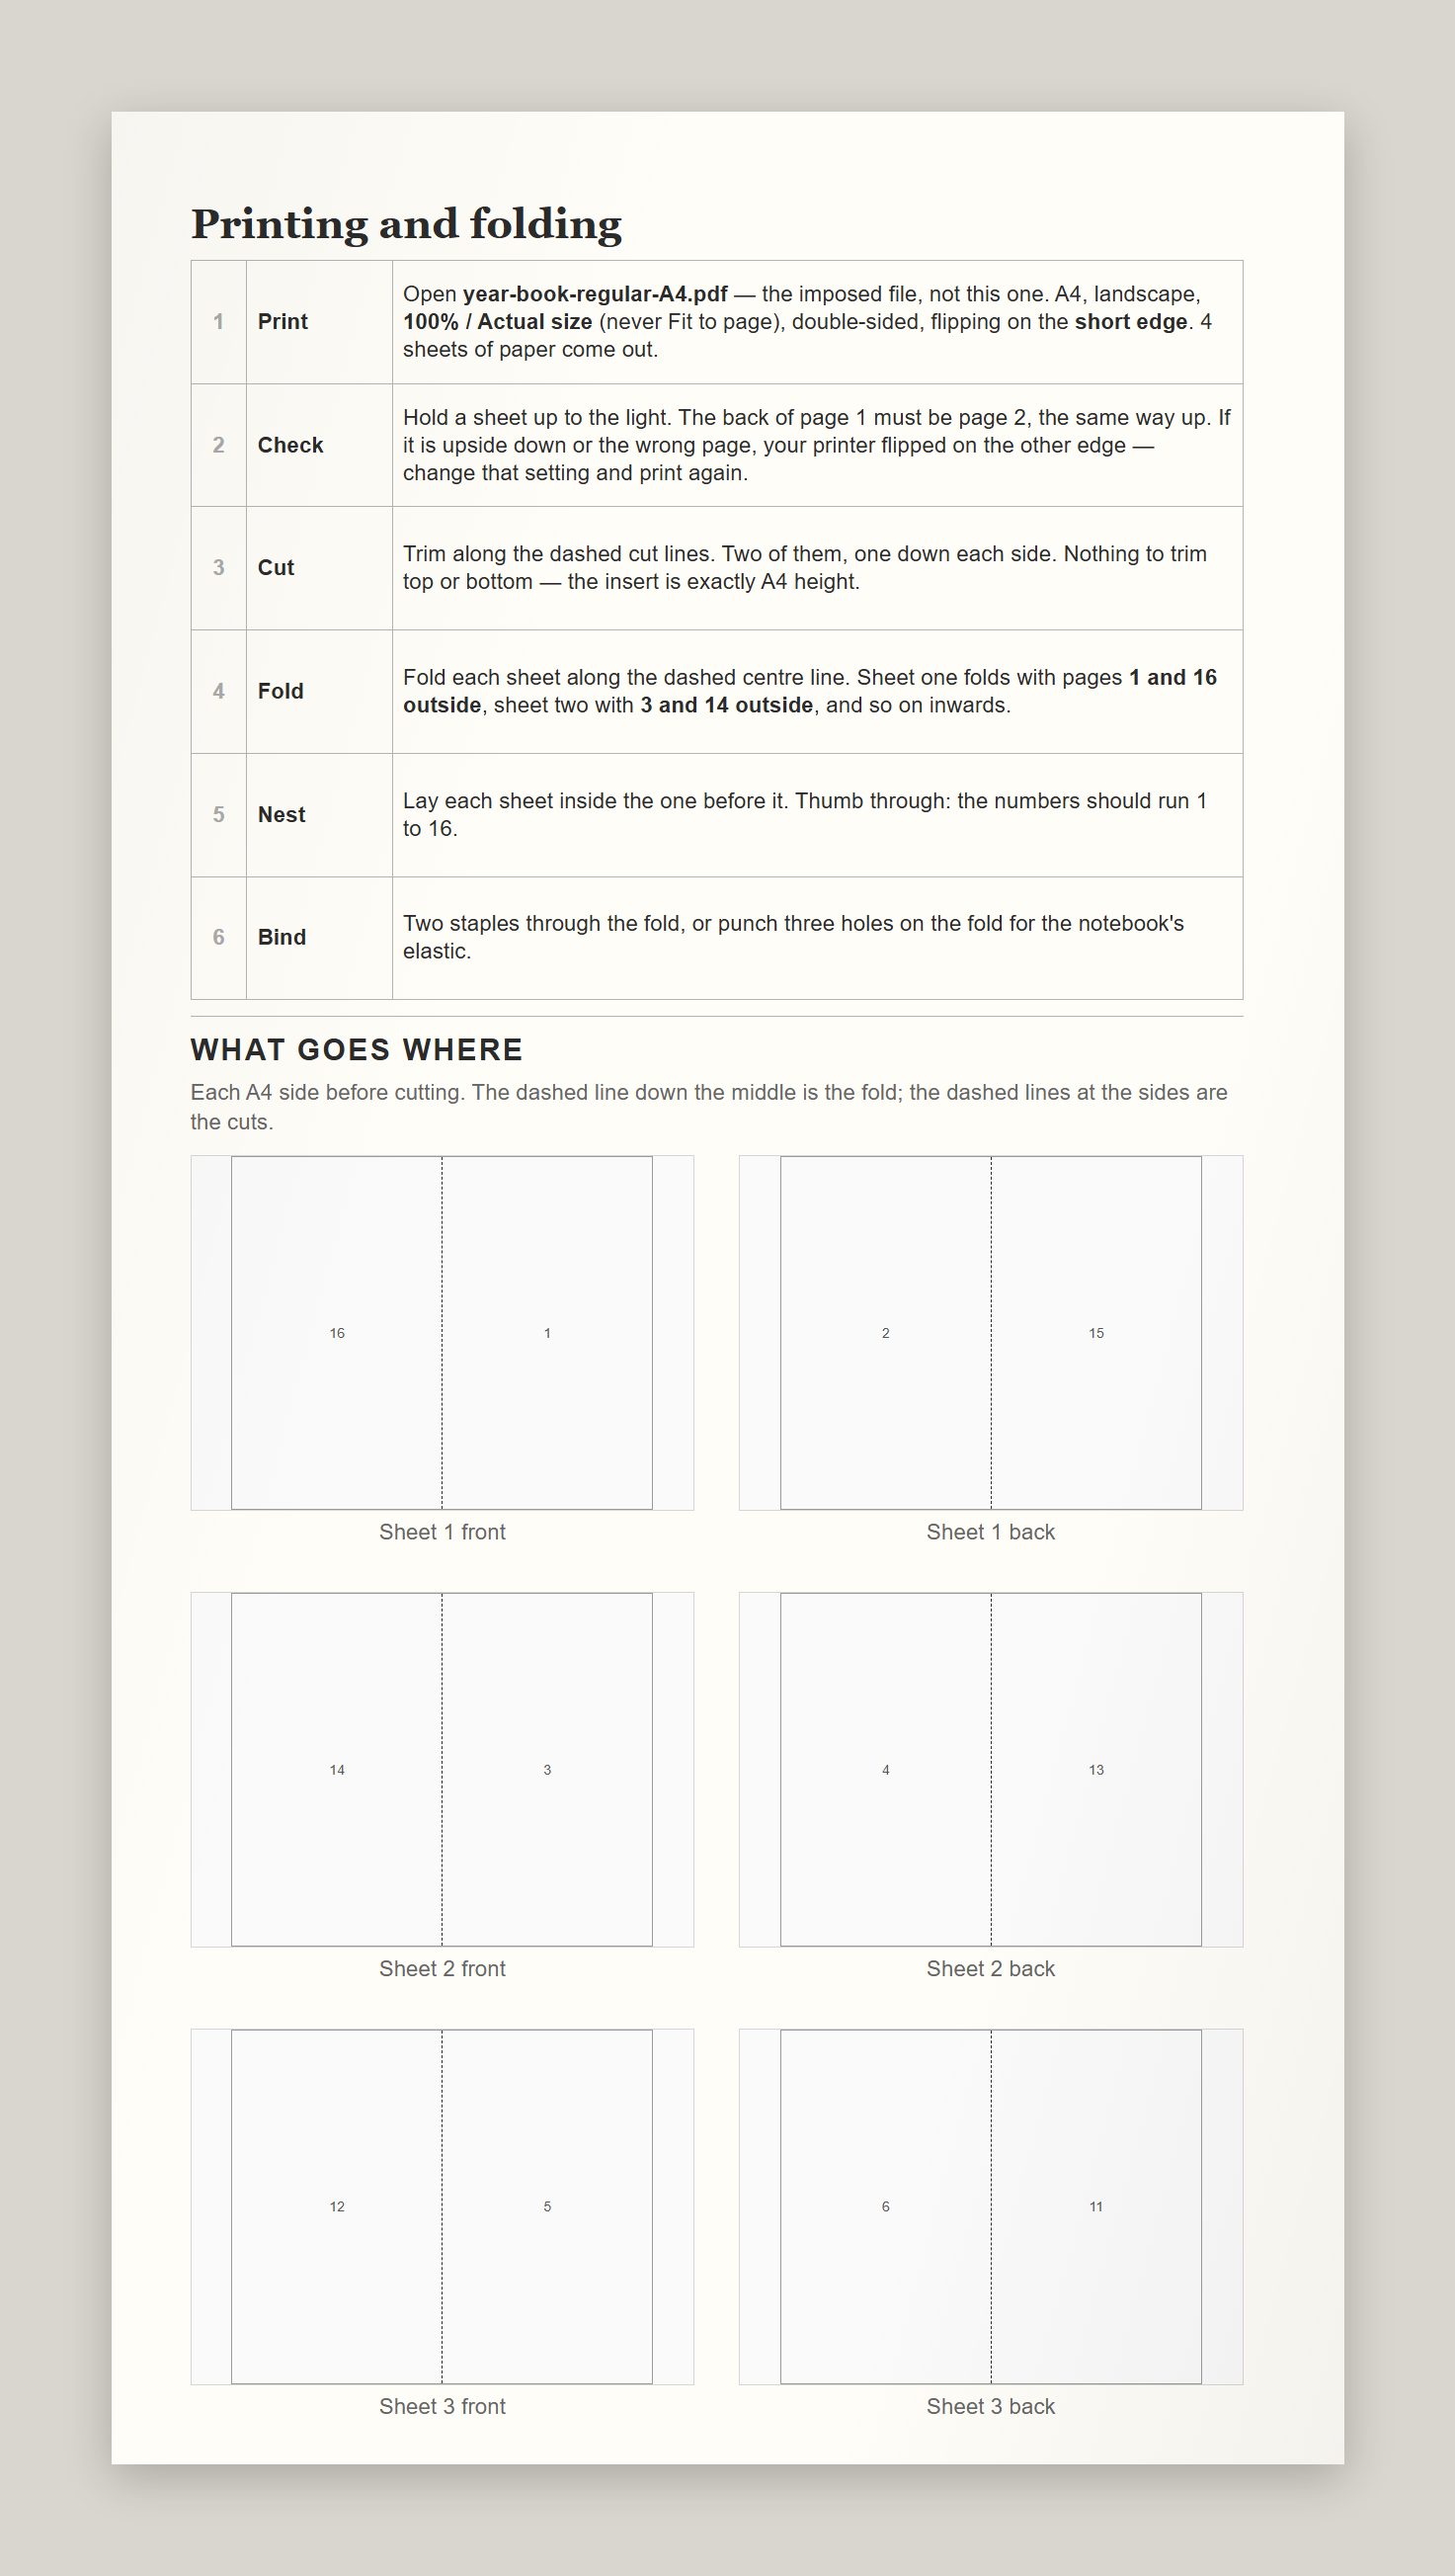 Printing and folding
1 Print Open year-book-regular-A4.pdf — the imposed file, not this one. A4, landscape,
100% / Actual size (never Fit to page), double-sided, flipping on the short edge. 4
sheets of paper come out.
2 Check Hold a sheet up to the light. The back of page 1 must be page 2, the same way up. If
it is upside down or the wrong page, your printer flipped on the other edge —
change that setting and print again.
3 Cut Trim along the dashed cut lines. Two of them, one down each side. Nothing to trim
top or bottom — the insert is exactly A4 height.
4 Fold Fold each sheet along the dashed centre line. Sheet one folds with pages 1 and 16
outside, sheet two with 3 and 14 outside, and so on inwards.
5 Nest Lay each sheet inside the one before it. Thumb through: the numbers should run 1
to 16.
6 Bind Two staples through the fold, or punch three holes on the fold for the notebook's
elastic.
WHAT GOES WHERE
Each A4 side before cutting. The dashed line down the middle is the fold; the dashed lines at the sides are
the cuts.
16 1 2 15
Sheet 1 front Sheet 1 back
14 3 4 13
Sheet 2 front Sheet 2 back
12 5 6 11
Sheet 3 front Sheet 3 back